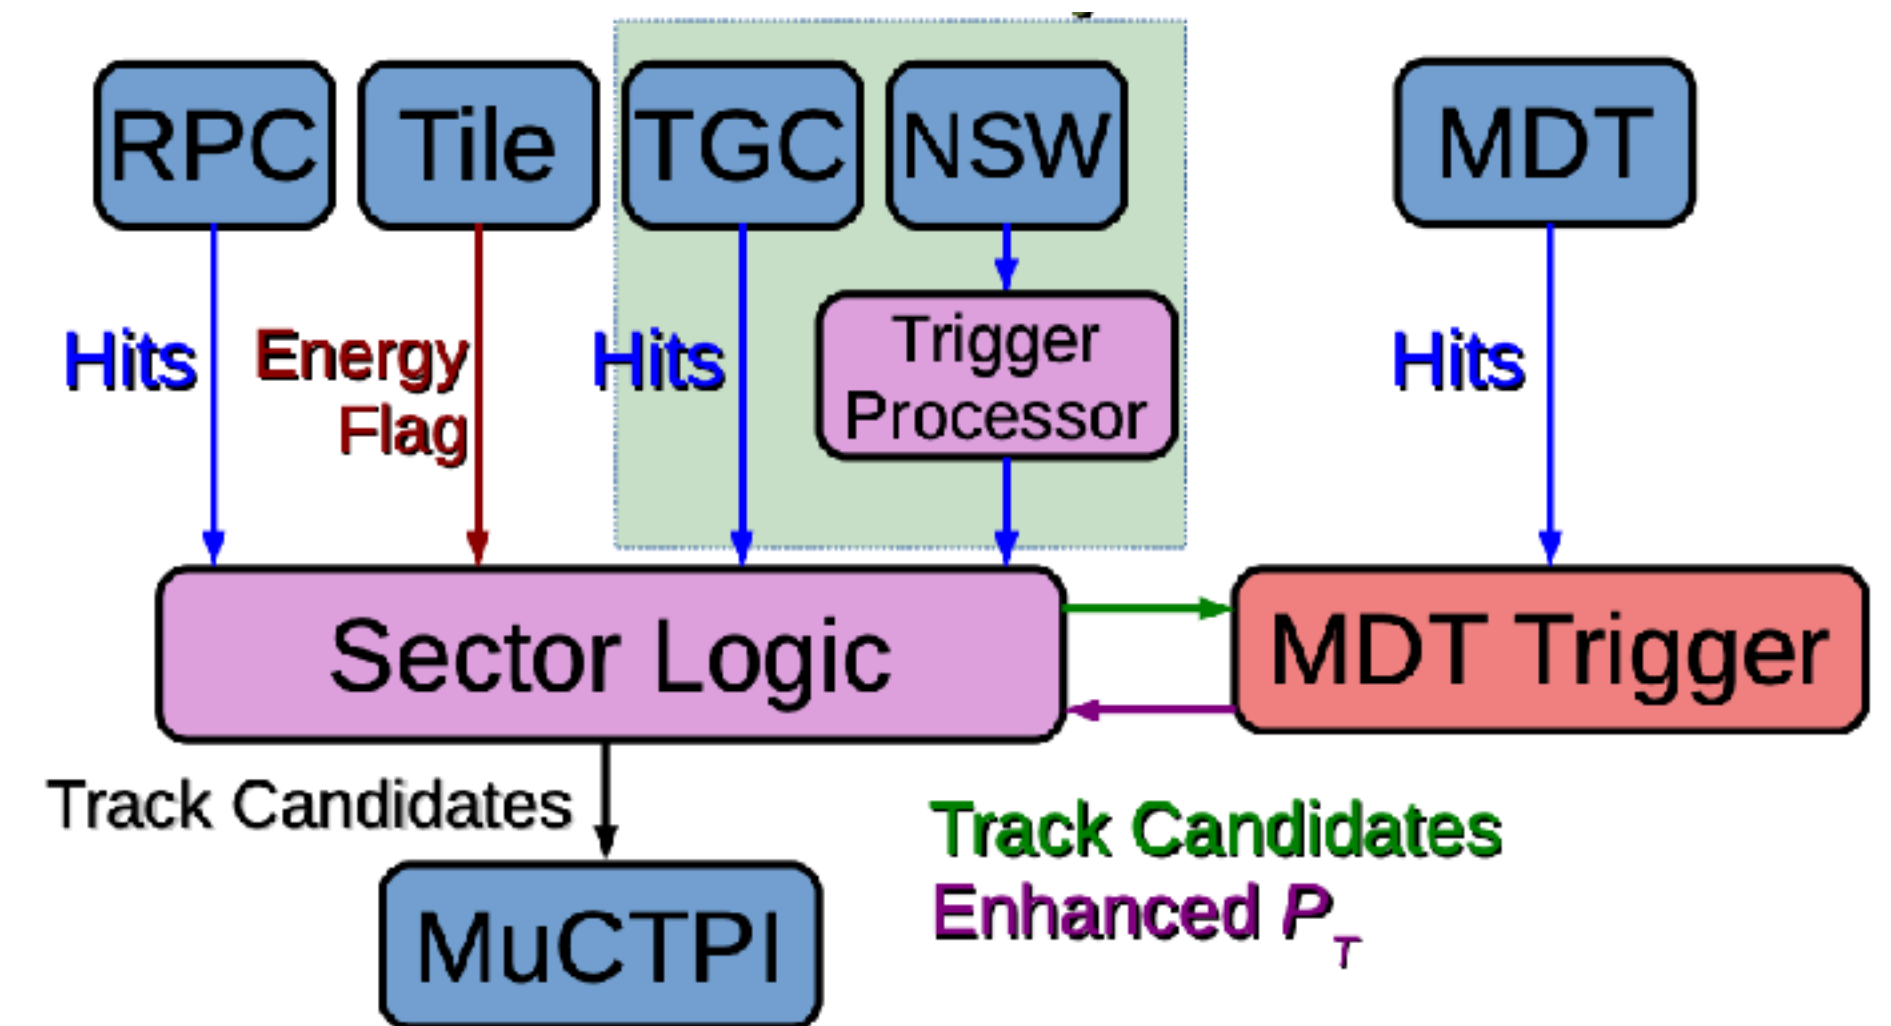 RPC
Tile
TGC
NSW
MDT
Hits
Energy
Flag
Hits
Trigger
Processor
Hits
Sector Logic
MDT Trigger
Track Candidates
Track Candidates
Enhanced P_T
MuCTPI